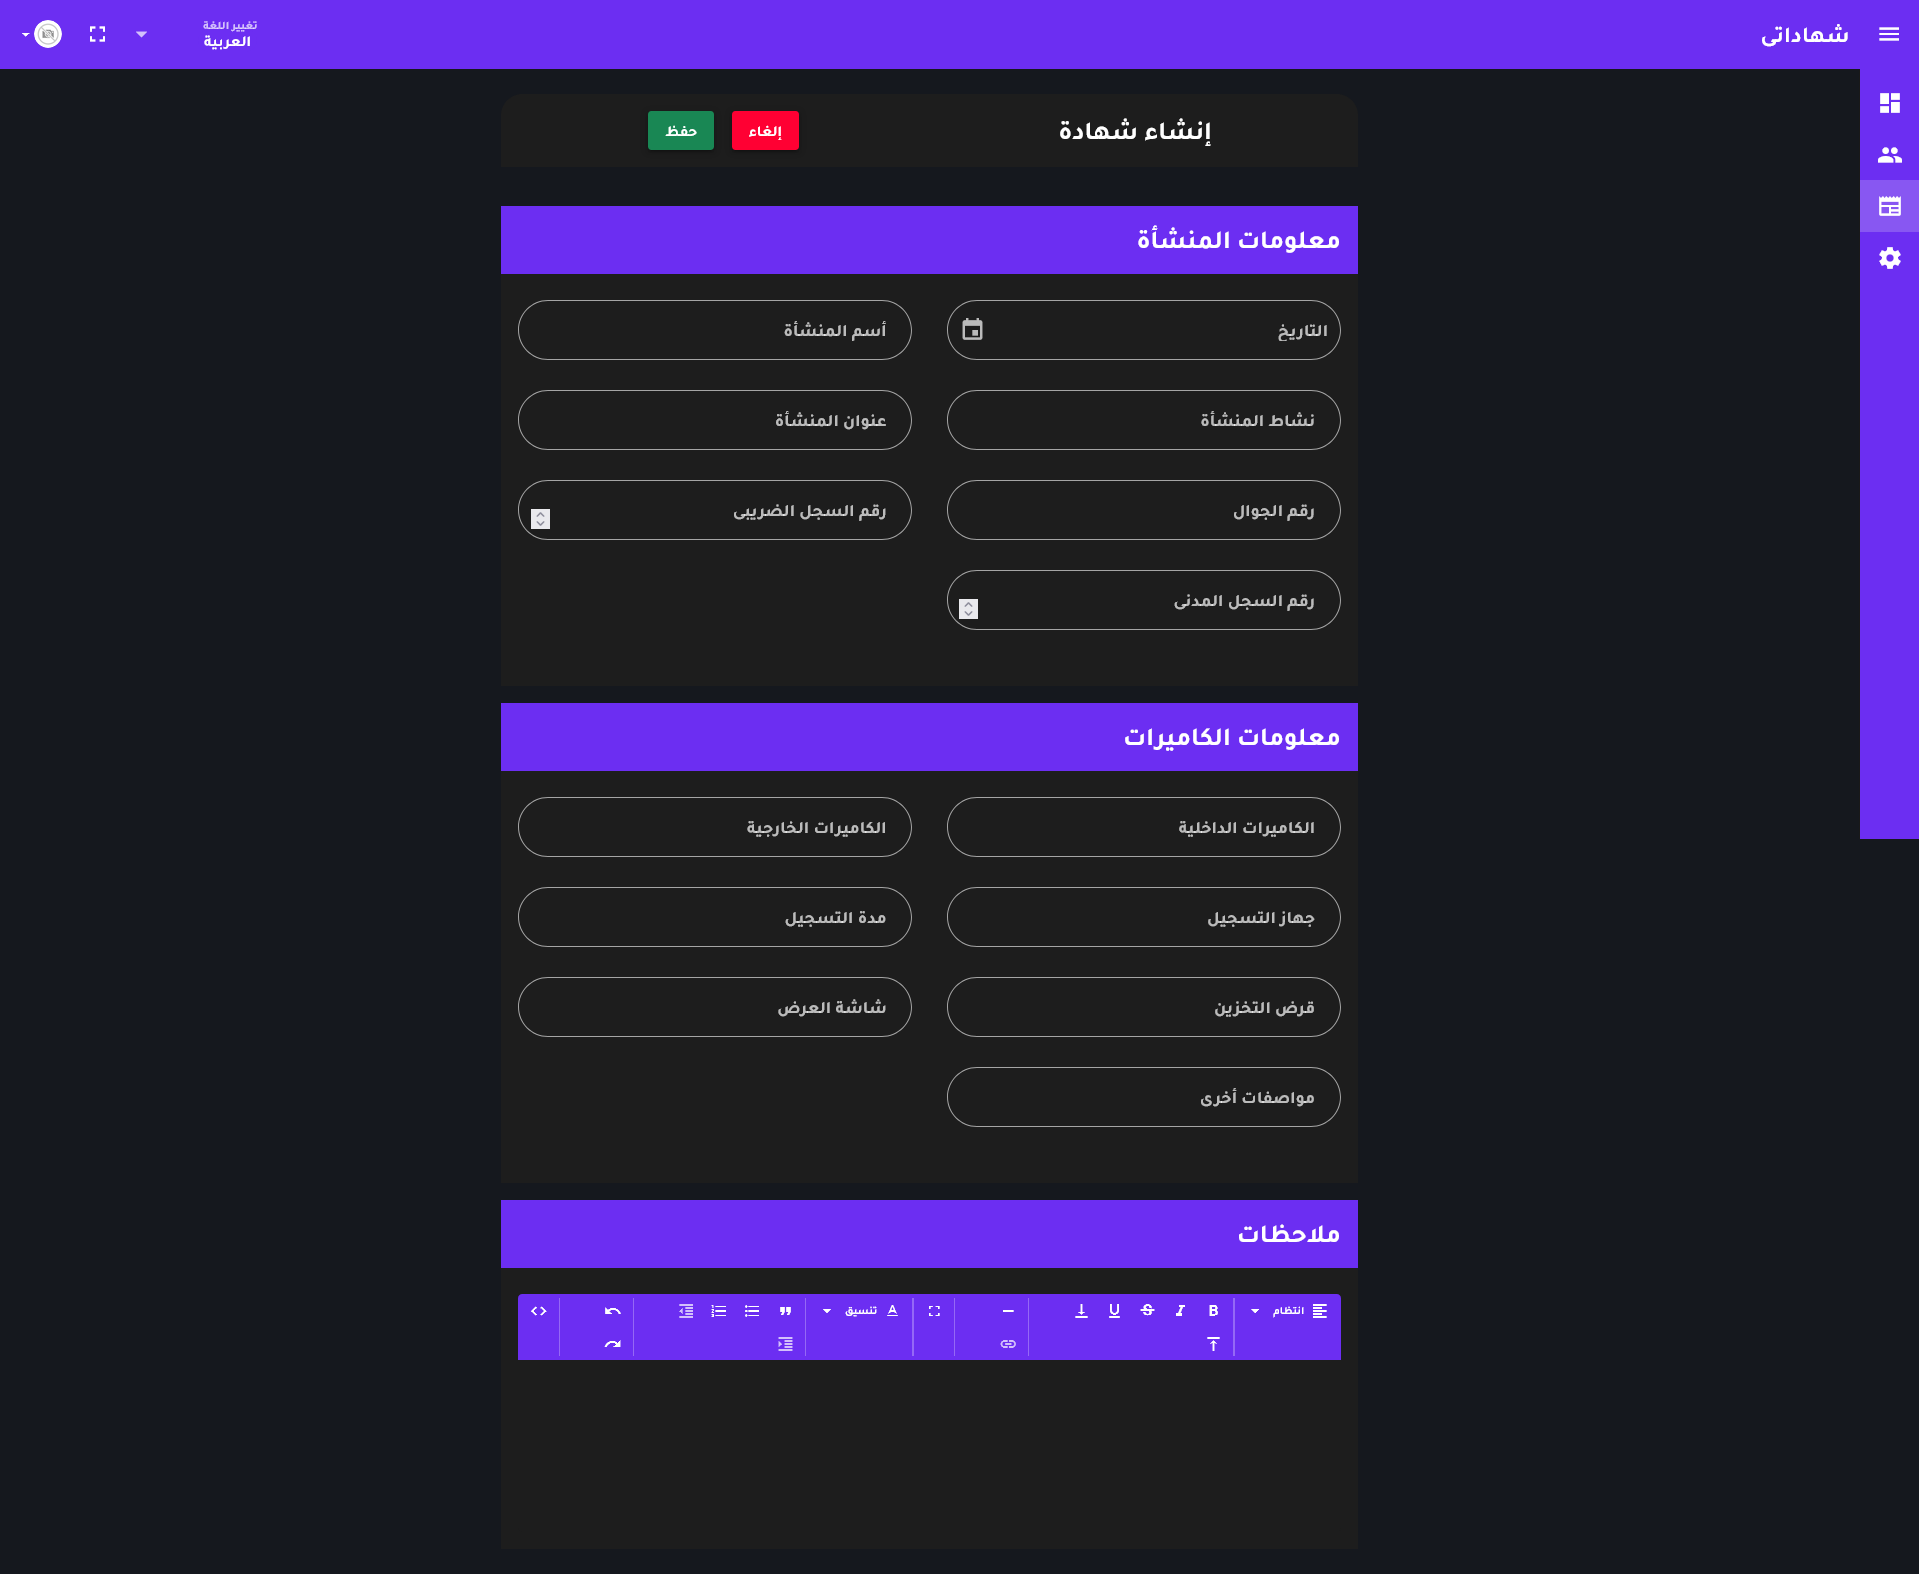 شهاداتى
تغيير اللغة
العربية
إنشاء شهادة
إلغاء
حفظ
معلومات المنشأة
التاريخ
أسم المنشأة
نشاط المنشأة
عنوان المنشأة
رقم الجوال
رقم السجل الضريبى
رقم السجل المدنى
معلومات الكاميرات
الكاميرات الداخلية
الكاميرات الخارجية
جهاز التسجيل
مدة التسجيل
قرض التخزين
شاشة العرض
مواصفات أخرى
ملاحظات
انتظام
تنسيق